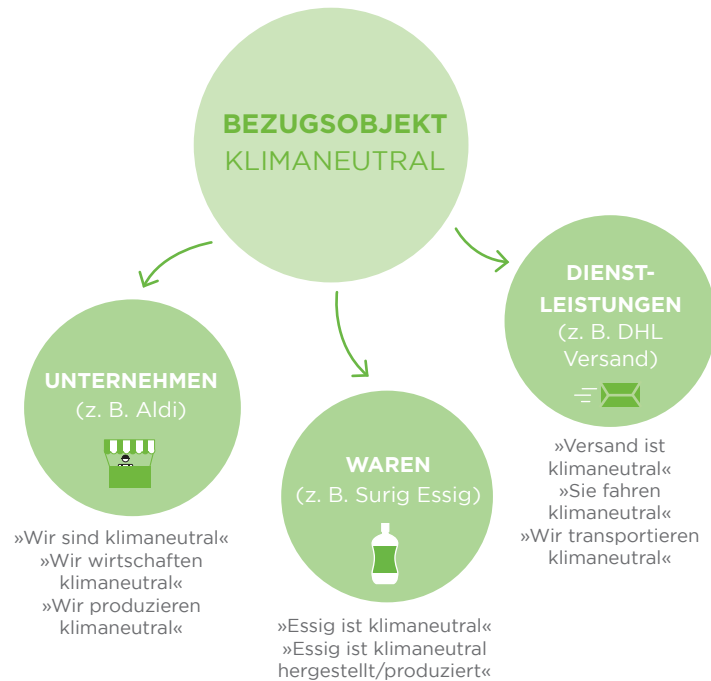 BEZUGSOBJEKT
KLIMANEUTRAL
UNTERNEHMEN
(z. B. Aldi)
»Wir sind klimaneutral«
»Wir wirtschaften
klimaneutral«
»Wir produzieren
klimaneutral«
WAREN
(z. B. Surig Essig)
»Essig ist klimaneutral«
»Essig ist klimaneutral
hergestellt/produziert«
DIENST-
LEISTUNGEN
(z. B. DHL
Versand)
»Versand ist
klimaneutral«
»Sie fahren
klimaneutral«
»Wir transportieren
klimaneutral«